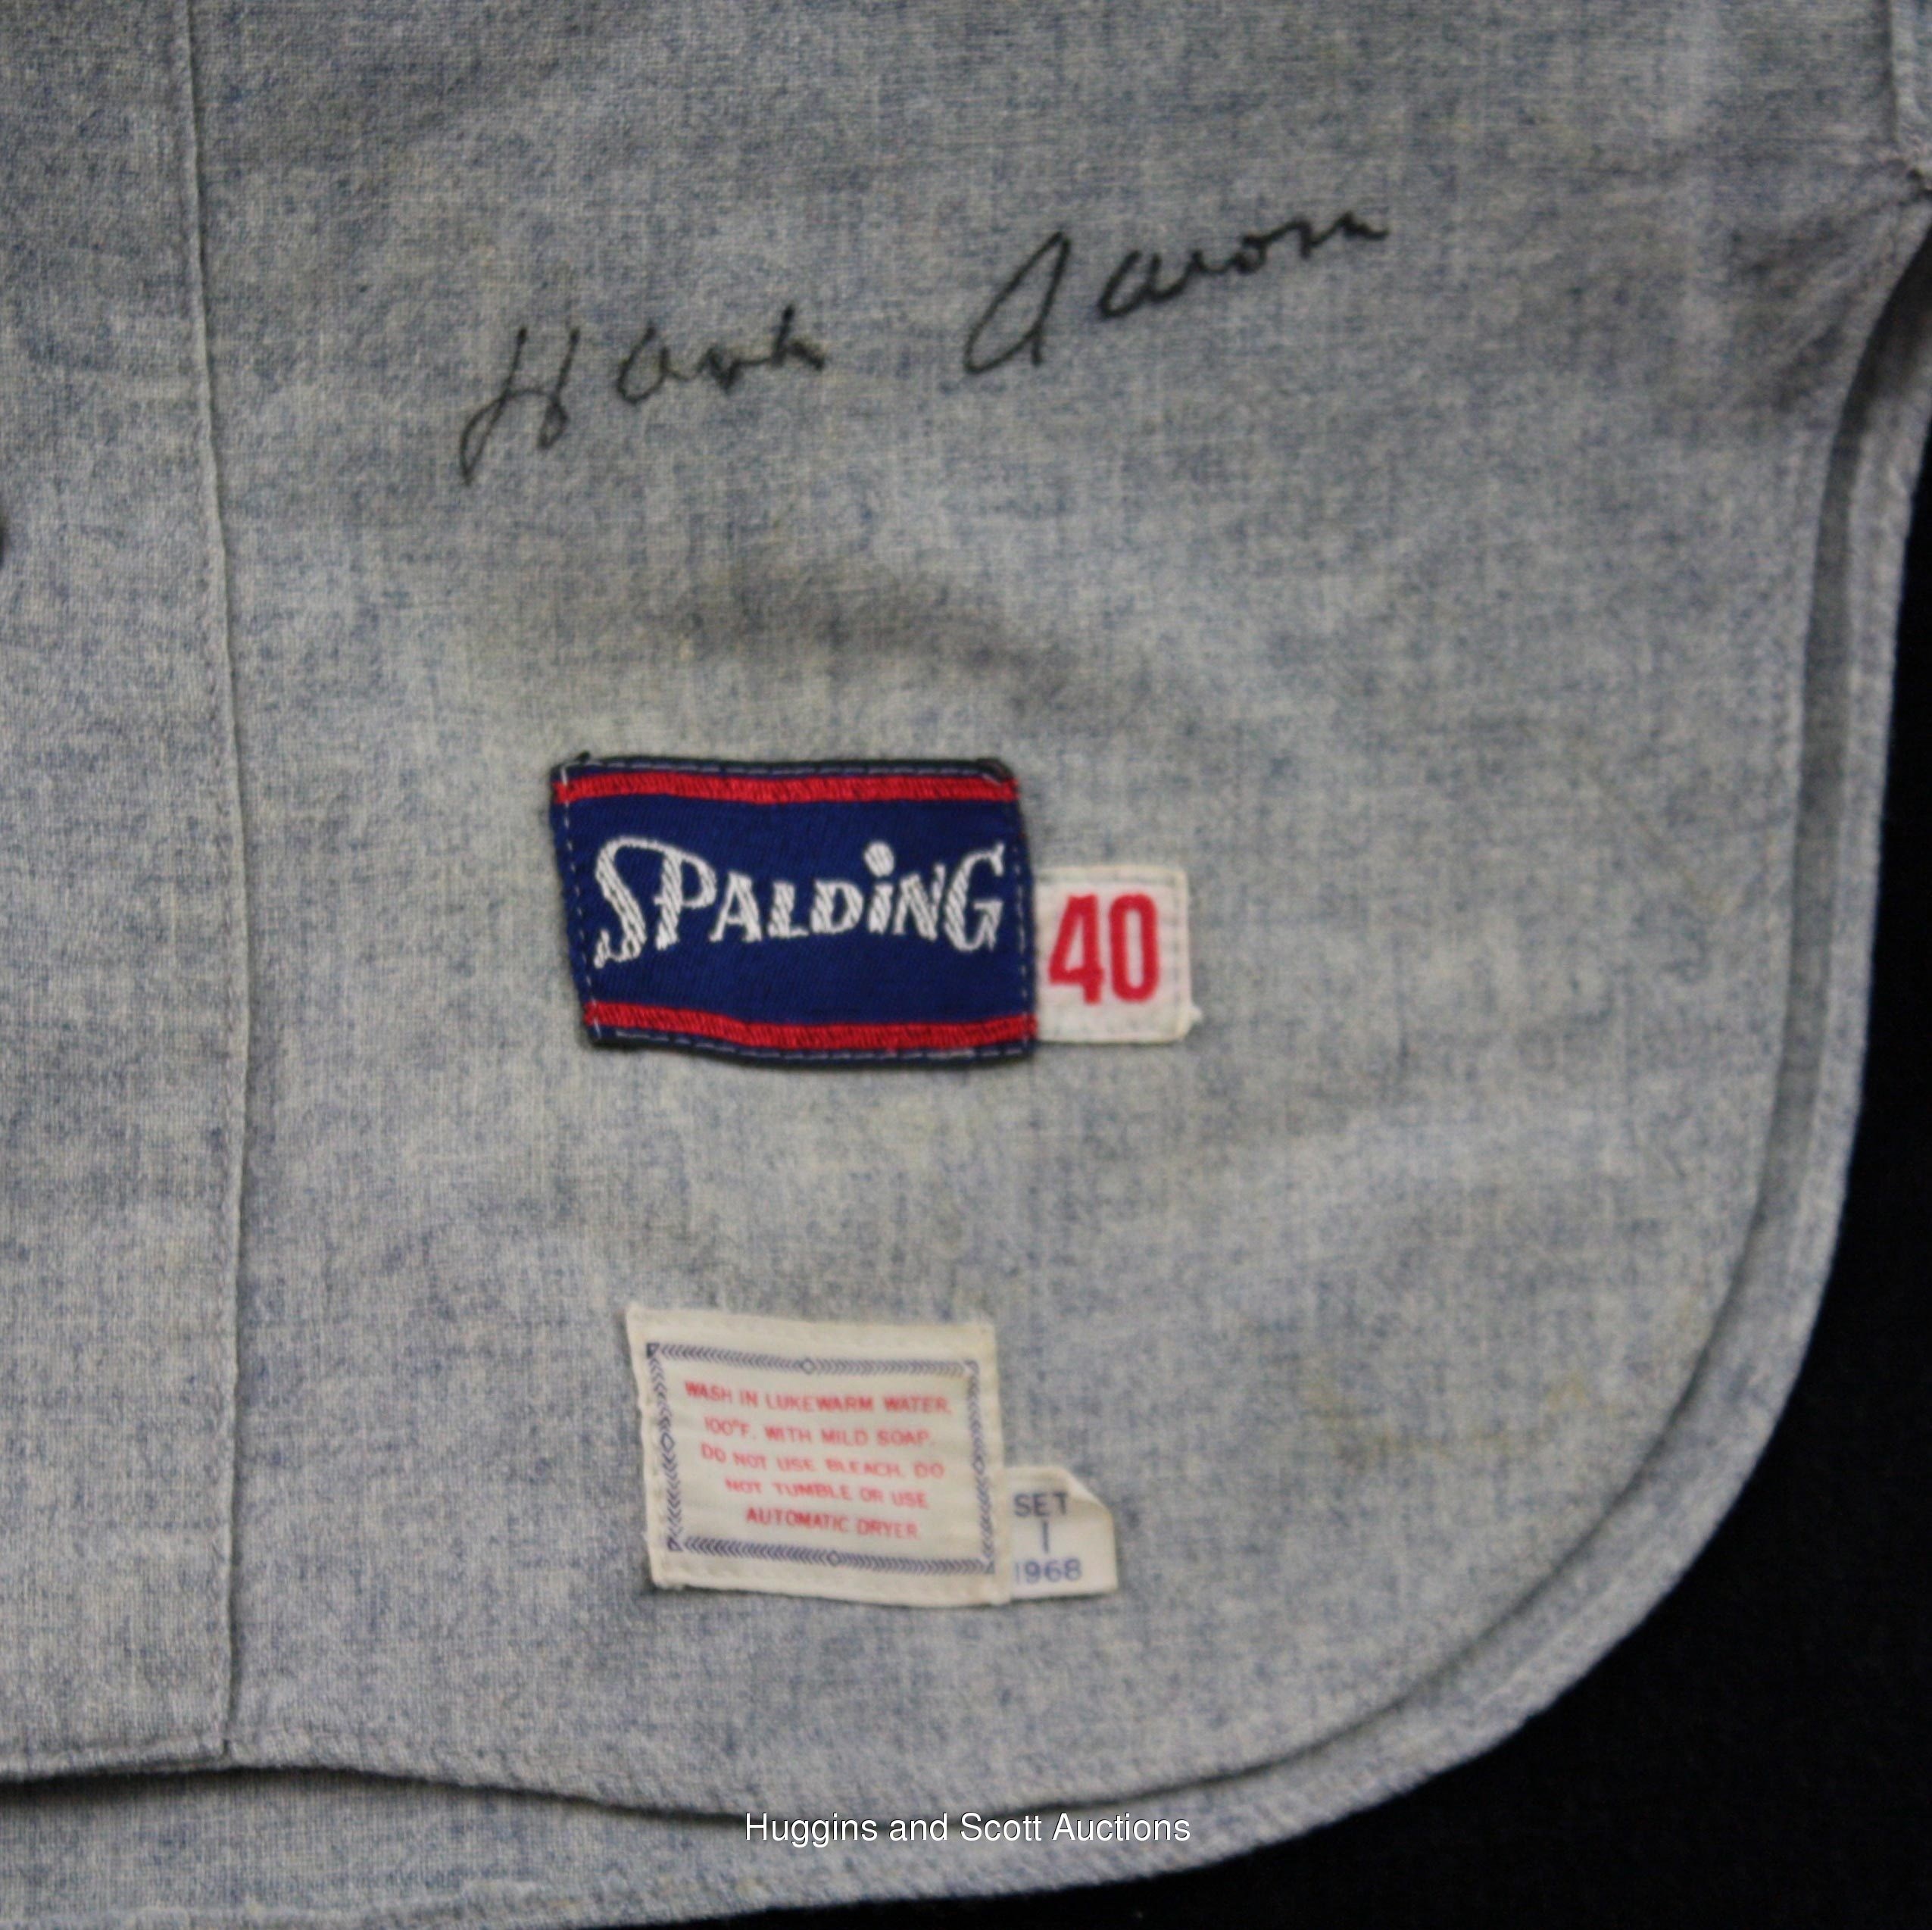 Hank Aaron
SPALDiNG
40
WASH IN LUKEWARM WATER,
100°F. WITH MILD SOAP.
DO NOT USE BLEACH. DO
NOT TUMBLE OR USE
AUTOMATIC DRYER.
SET
1
1968
Huggins and Scott Auctions